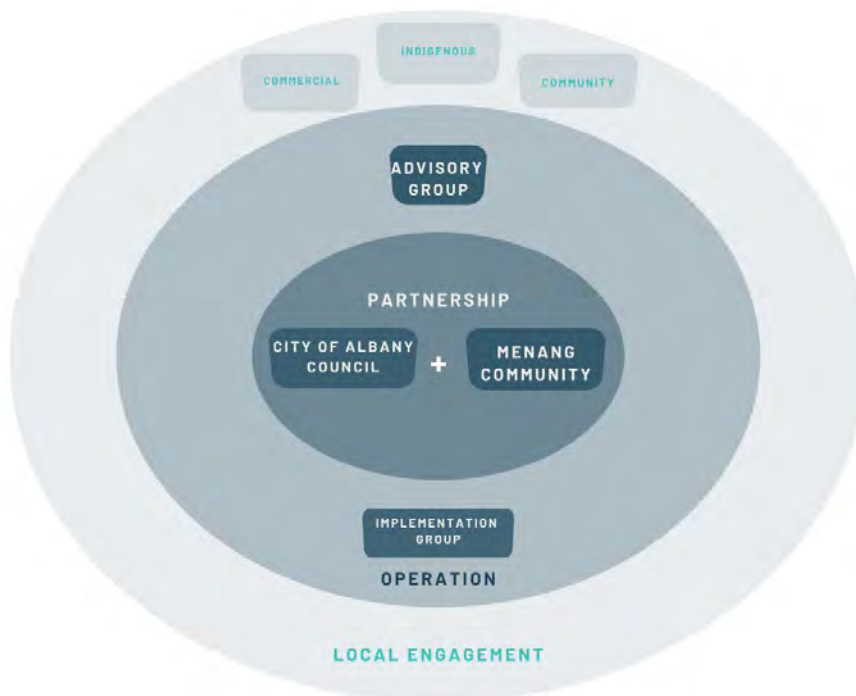 INDIGENOUS
COMMERCIAL
COMMUNITY
ADVISORY
GROUP
PARTNERSHIP
CITY OF ALBANY
COUNCIL
+
MENANG
COMMUNITY
IMPLEMENTATION
GROUP
OPERATION
LOCAL ENGAGEMENT